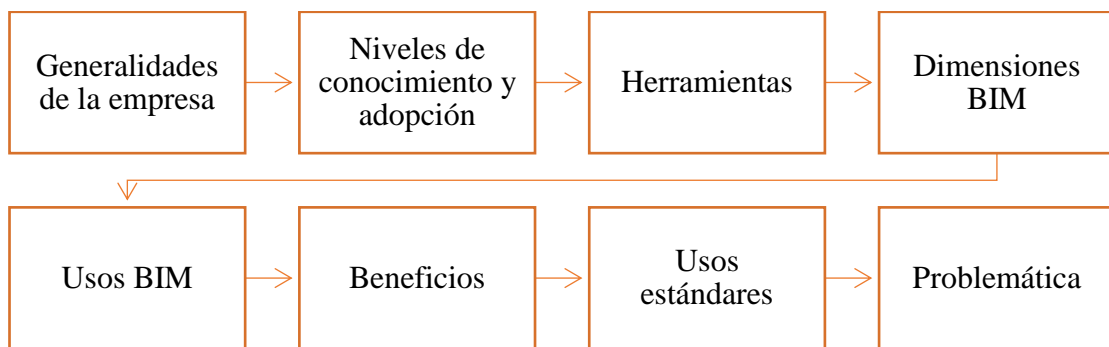 Generalidades
de la empresa
Niveles de
conocimiento y
adopción
Herramientas
Dimensiones
BIM
Usos BIM
Beneficios
Usos
estándares
Problemática